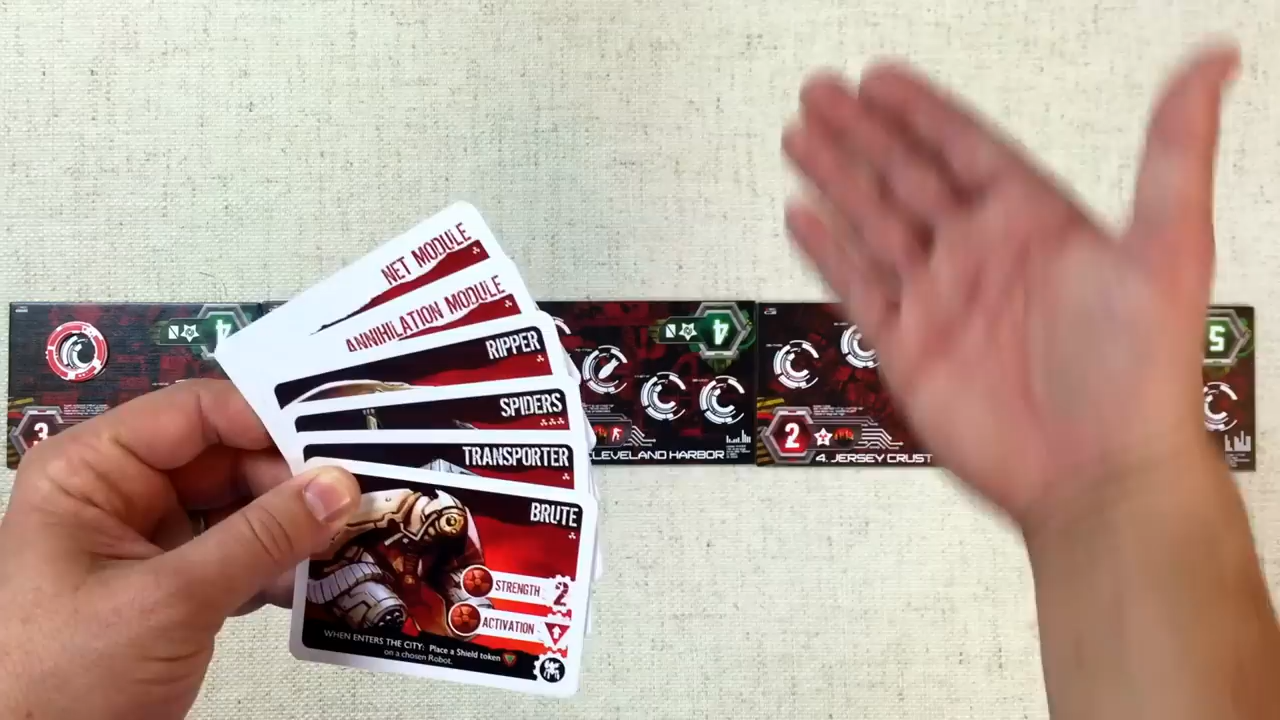 NET MODULE
ANNIHILATION MODULE
RIPPER
SPIDERS
TRANSPORTER
BRUTE
STRENGTH 2
ACTIVATION
WHEN ENTERS THE CITY: Place a Shield token
on a chosen Robot.
4
3
4
CLEVELAND HARBOR
2
4. JERSEY CRUST
5